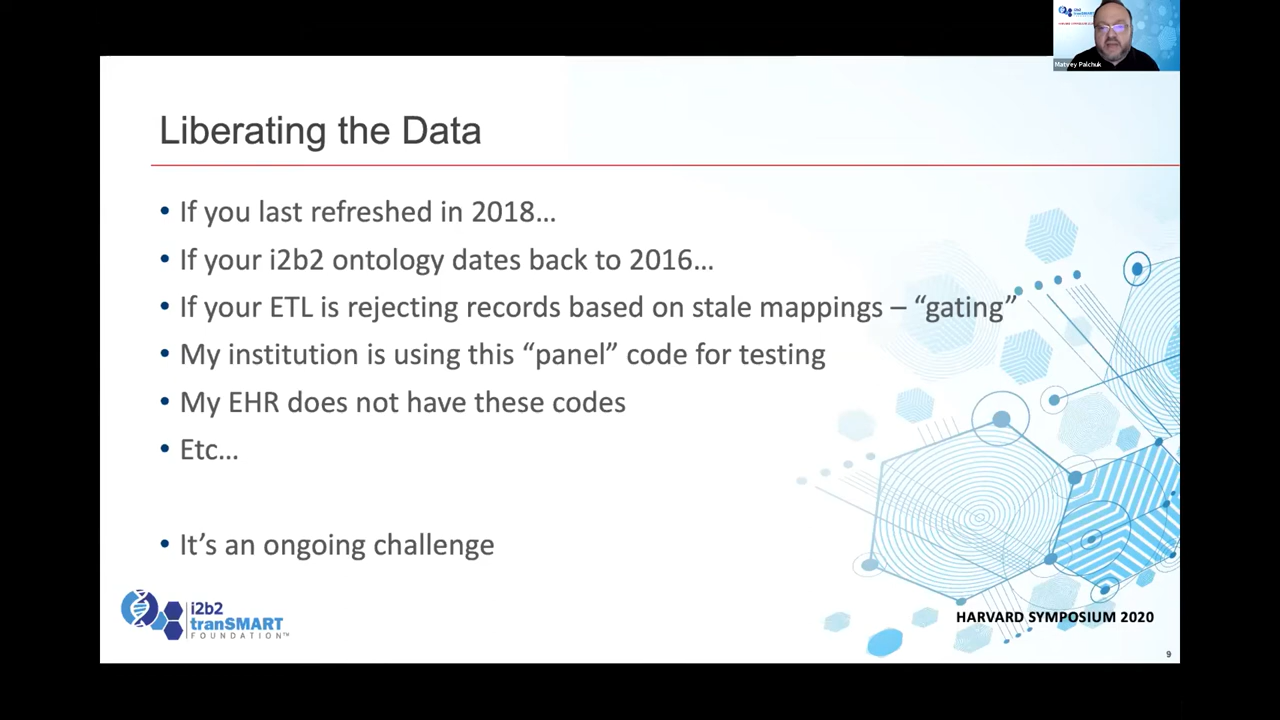 Matvey Palchuk
Liberating the Data
• If you last refreshed in 2018…
• If your i2b2 ontology dates back to 2016…
• If your ETL is rejecting records based on stale mappings – “gating”
• My institution is using this “panel” code for testing
• My EHR does not have these codes
• Etc…
• It’s an ongoing challenge
i2b2
tranSMART
FOUNDATION™
HARVARD SYMPOSIUM 2020
9